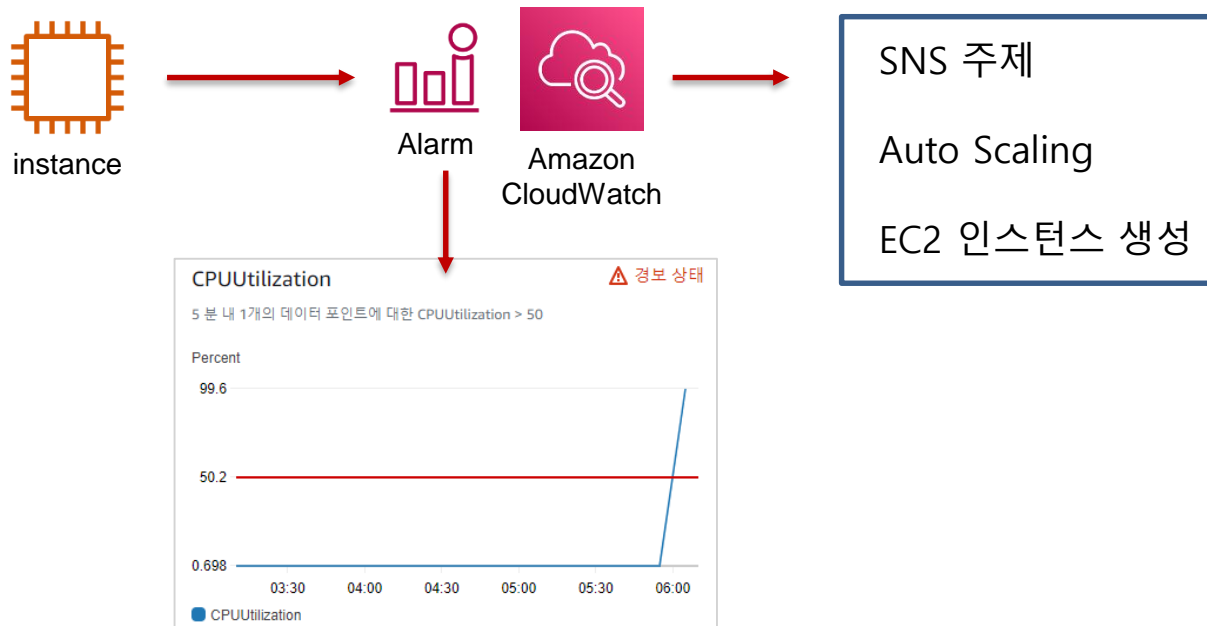 instance
Alarm
Amazon
CloudWatch
SNS 주제
Auto Scaling
EC2 인스턴스 생성
CPUUtilization
경보 상태
5 분 내 1개의 데이터 포인트에 대한 CPUUtilization > 50
Percent
99.6
50.2
0.698
03:30 04:00 04:30 05:00 05:30 06:00
CPUUtilization